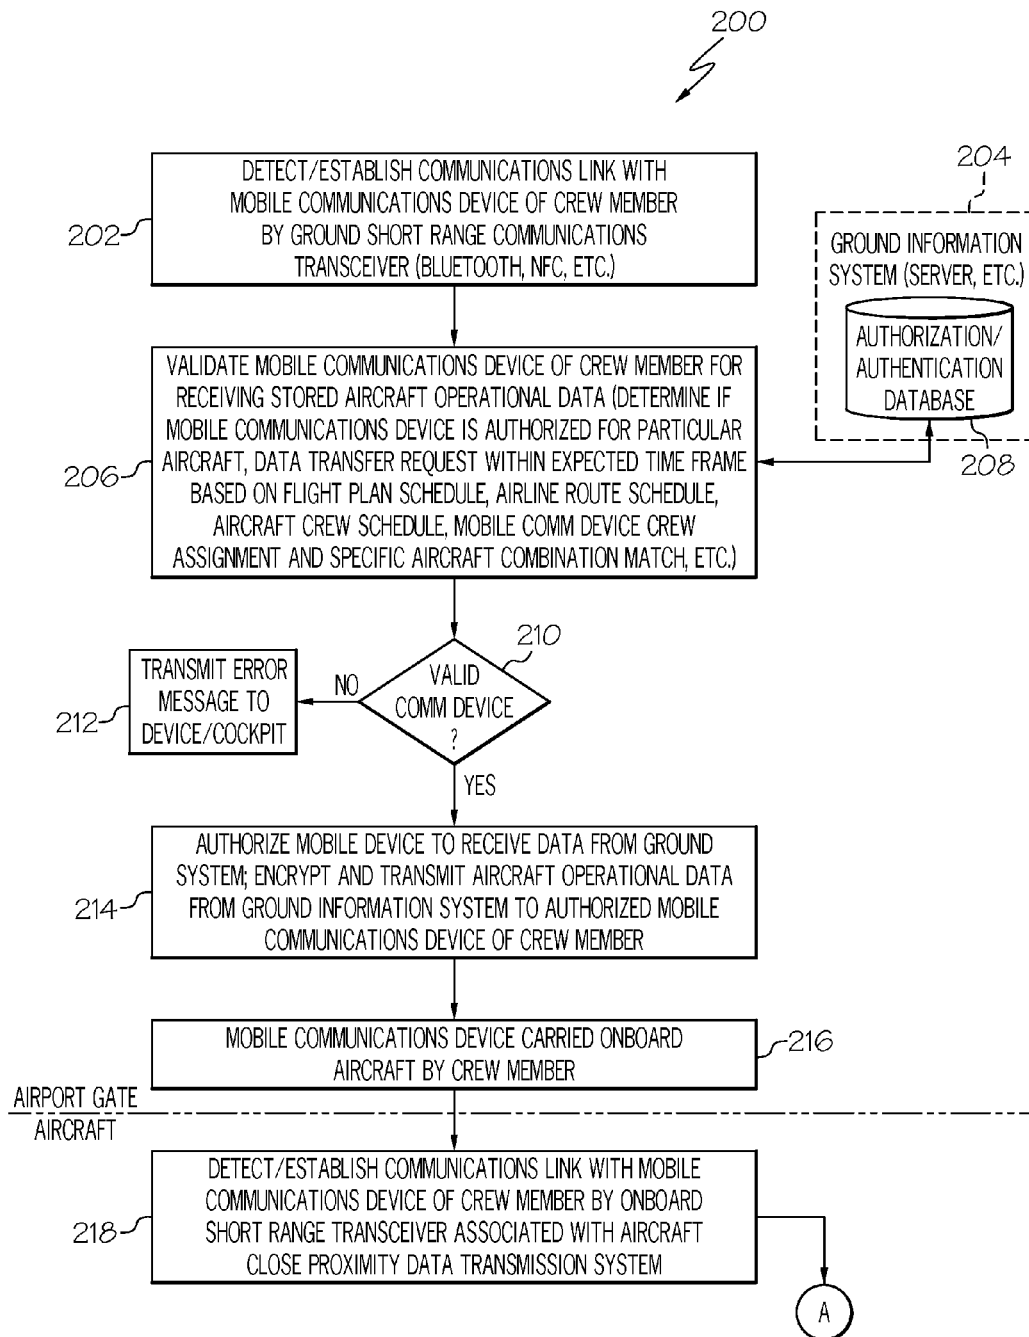 200
DETECT/ESTABLISH COMMUNICATIONS LINK WITH
MOBILE COMMUNICATIONS DEVICE OF CREW MEMBER
BY GROUND SHORT RANGE COMMUNICATIONS
TRANSCEIVER (BLUETOOTH, NFC, ETC.)
202
204
GROUND INFORMATION
SYSTEM (SERVER, ETC.)
AUTHORIZATION/
AUTHENTICATION
DATABASE
208
VALIDATE MOBILE COMMUNICATIONS DEVICE OF CREW MEMBER FOR
RECEIVING STORED AIRCRAFT OPERATIONAL DATA (DETERMINE IF
MOBILE COMMUNICATIONS DEVICE IS AUTHORIZED FOR PARTICULAR
AIRCRAFT, DATA TRANSFER REQUEST WITHIN EXPECTED TIME FRAME
BASED ON FLIGHT PLAN SCHEDULE, AIRLINE ROUTE SCHEDULE,
AIRCRAFT CREW SCHEDULE, MOBILE COMM DEVICE CREW
ASSIGNMENT AND SPECIFIC AIRCRAFT COMBINATION MATCH, ETC.)
206
210
VALID
COMM DEVICE
?
NO
YES
TRANSMIT ERROR
MESSAGE TO
DEVICE/COCKPIT
212
AUTHORIZE MOBILE DEVICE TO RECEIVE DATA FROM GROUND
SYSTEM; ENCRYPT AND TRANSMIT AIRCRAFT OPERATIONAL DATA
FROM GROUND INFORMATION SYSTEM TO AUTHORIZED MOBILE
COMMUNICATIONS DEVICE OF CREW MEMBER
214
MOBILE COMMUNICATIONS DEVICE CARRIED ONBOARD
AIRCRAFT BY CREW MEMBER
216
AIRPORT GATE
AIRCRAFT
DETECT/ESTABLISH COMMUNICATIONS LINK WITH MOBILE
COMMUNICATIONS DEVICE OF CREW MEMBER BY ONBOARD
SHORT RANGE TRANSCEIVER ASSOCIATED WITH AIRCRAFT
CLOSE PROXIMITY DATA TRANSMISSION SYSTEM
218
A